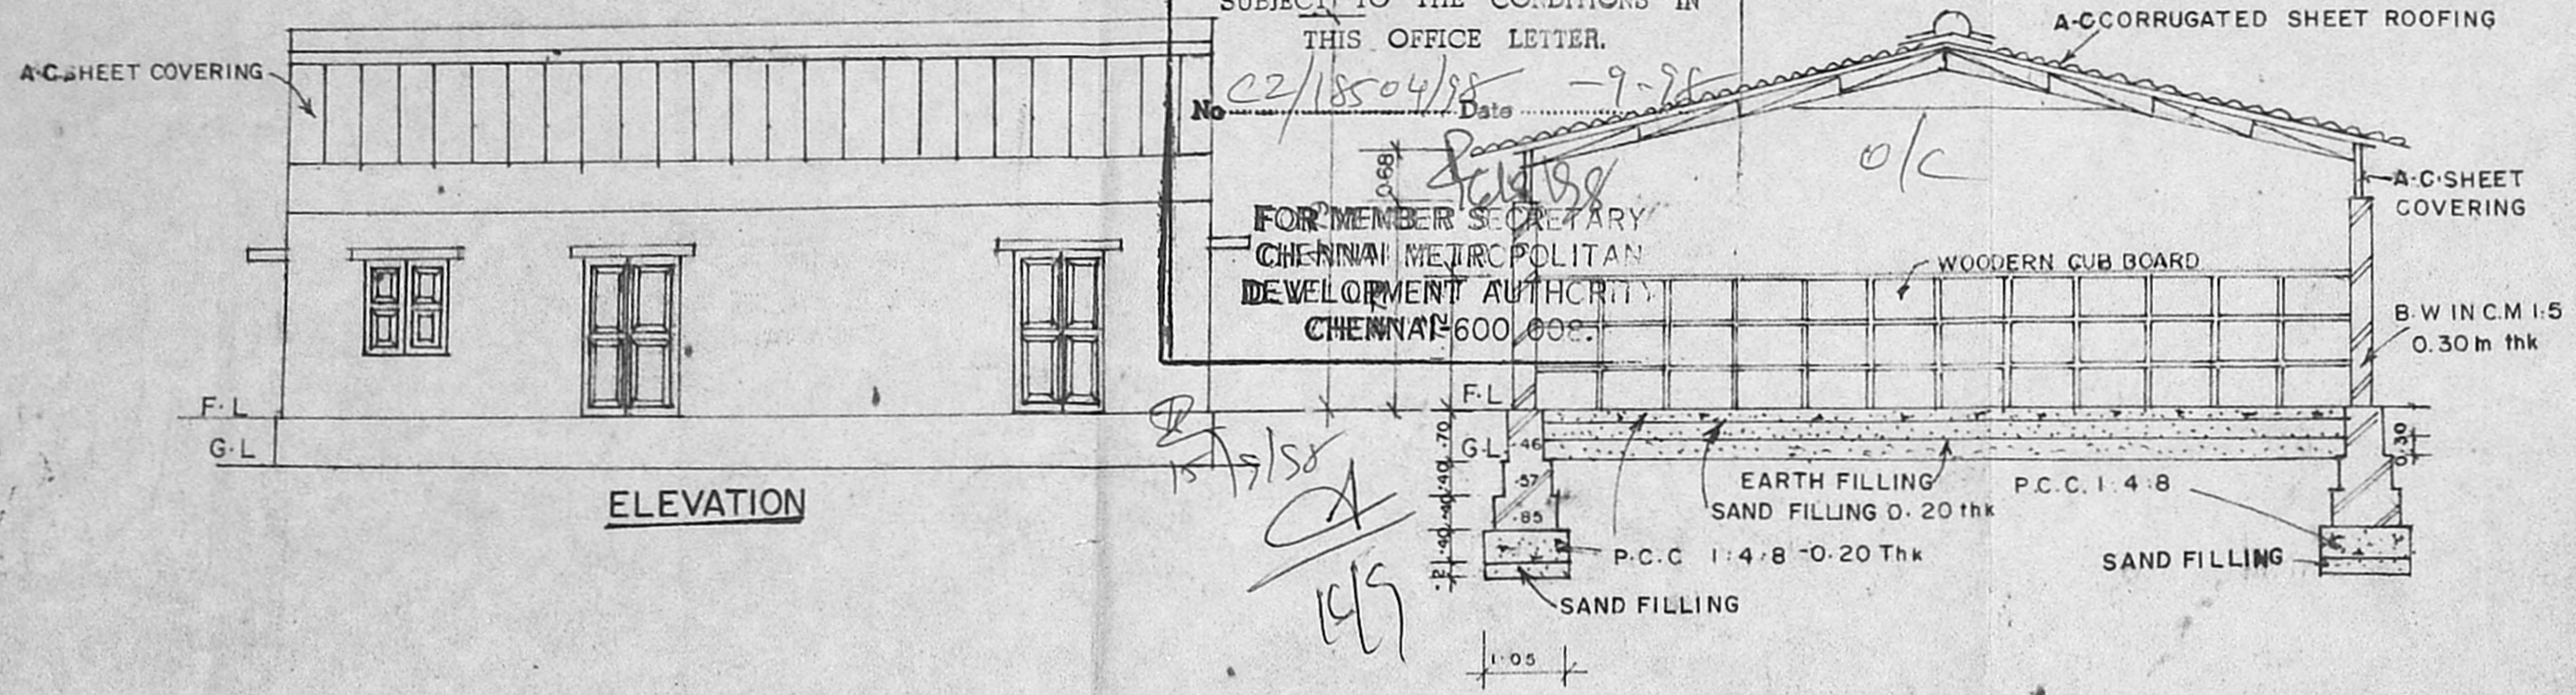 A·C.SHEET COVERING
F·L
G·L
ELEVATION
SUBJECT TO THE CONDITIONS IN
THIS OFFICE LETTER.
No C2/18504/98 Date -9-98
FOR MEMBER SECRETARY
CHENNAI METROPOLITAN
DEVELOPMENT AUTHORITY
CHENNAI-600 008.
A·C CORRUGATED SHEET ROOFING
O/C
A·C·SHEET
COVERING
WOODERN CUB BOARD
B·W IN C.M 1:5
0.30m thk
0.68
F.L
G.L
.70
.46
.40
.57
.40
.85
.40
.2
0.30
EARTH FILLING
SAND FILLING 0.20 thk
P.C.C. 1:4:8
P.C.C 1:4:8 -0.20 Thk
SAND FILLING
SAND FILLING
1.05